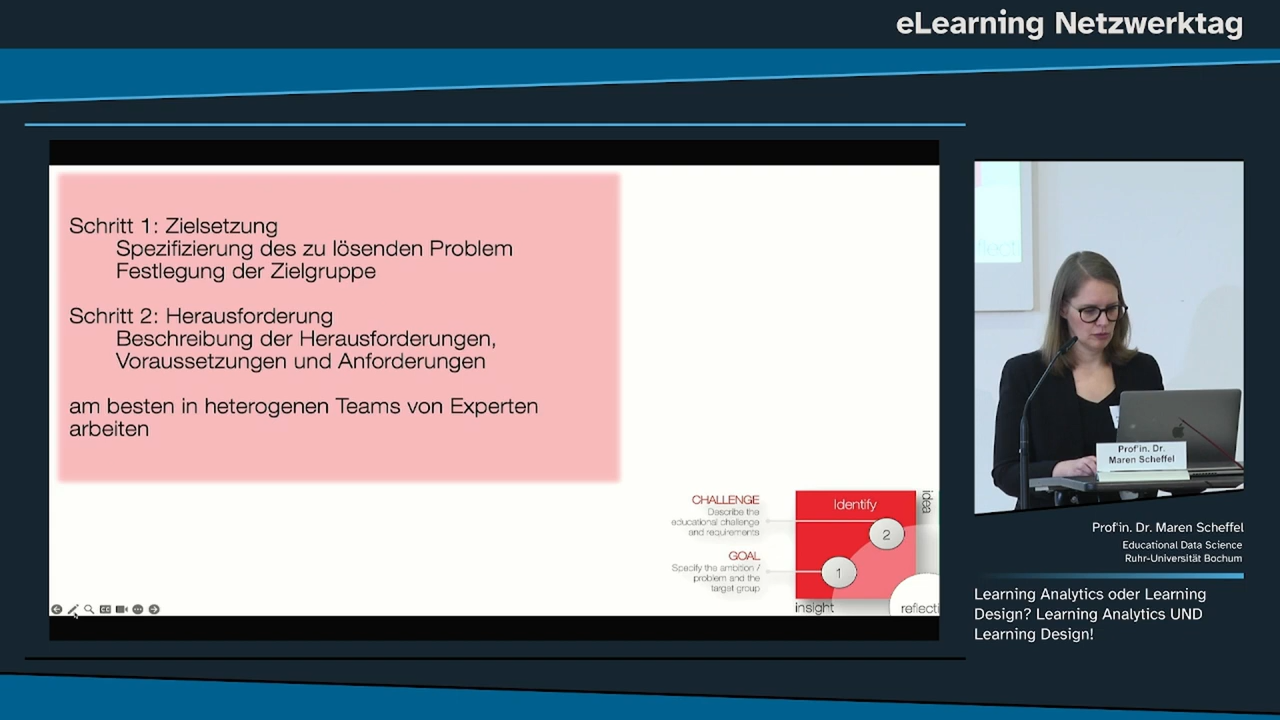 eLearning Netzwerktag
Schritt 1: Zielsetzung
Spezifizierung des zu lösenden Problem
Festlegung der Zielgruppe
Schritt 2: Herausforderung
Beschreibung der Herausforderungen,
Voraussetzungen und Anforderungen
am besten in heterogenen Teams von Experten
arbeiten
CHALLENGE
Describe the
educational challenge
and requirements
GOAL
Specify the ambition /
problem and the
target group
Identify
2
1
idea
insight
reflecti
lect
Prof'in. Dr.
Maren Scheffel
Prof'in. Dr. Maren Scheffel
Educational Data Science
Ruhr-Universität Bochum
Learning Analytics oder Learning
Design? Learning Analytics UND
Learning Design!